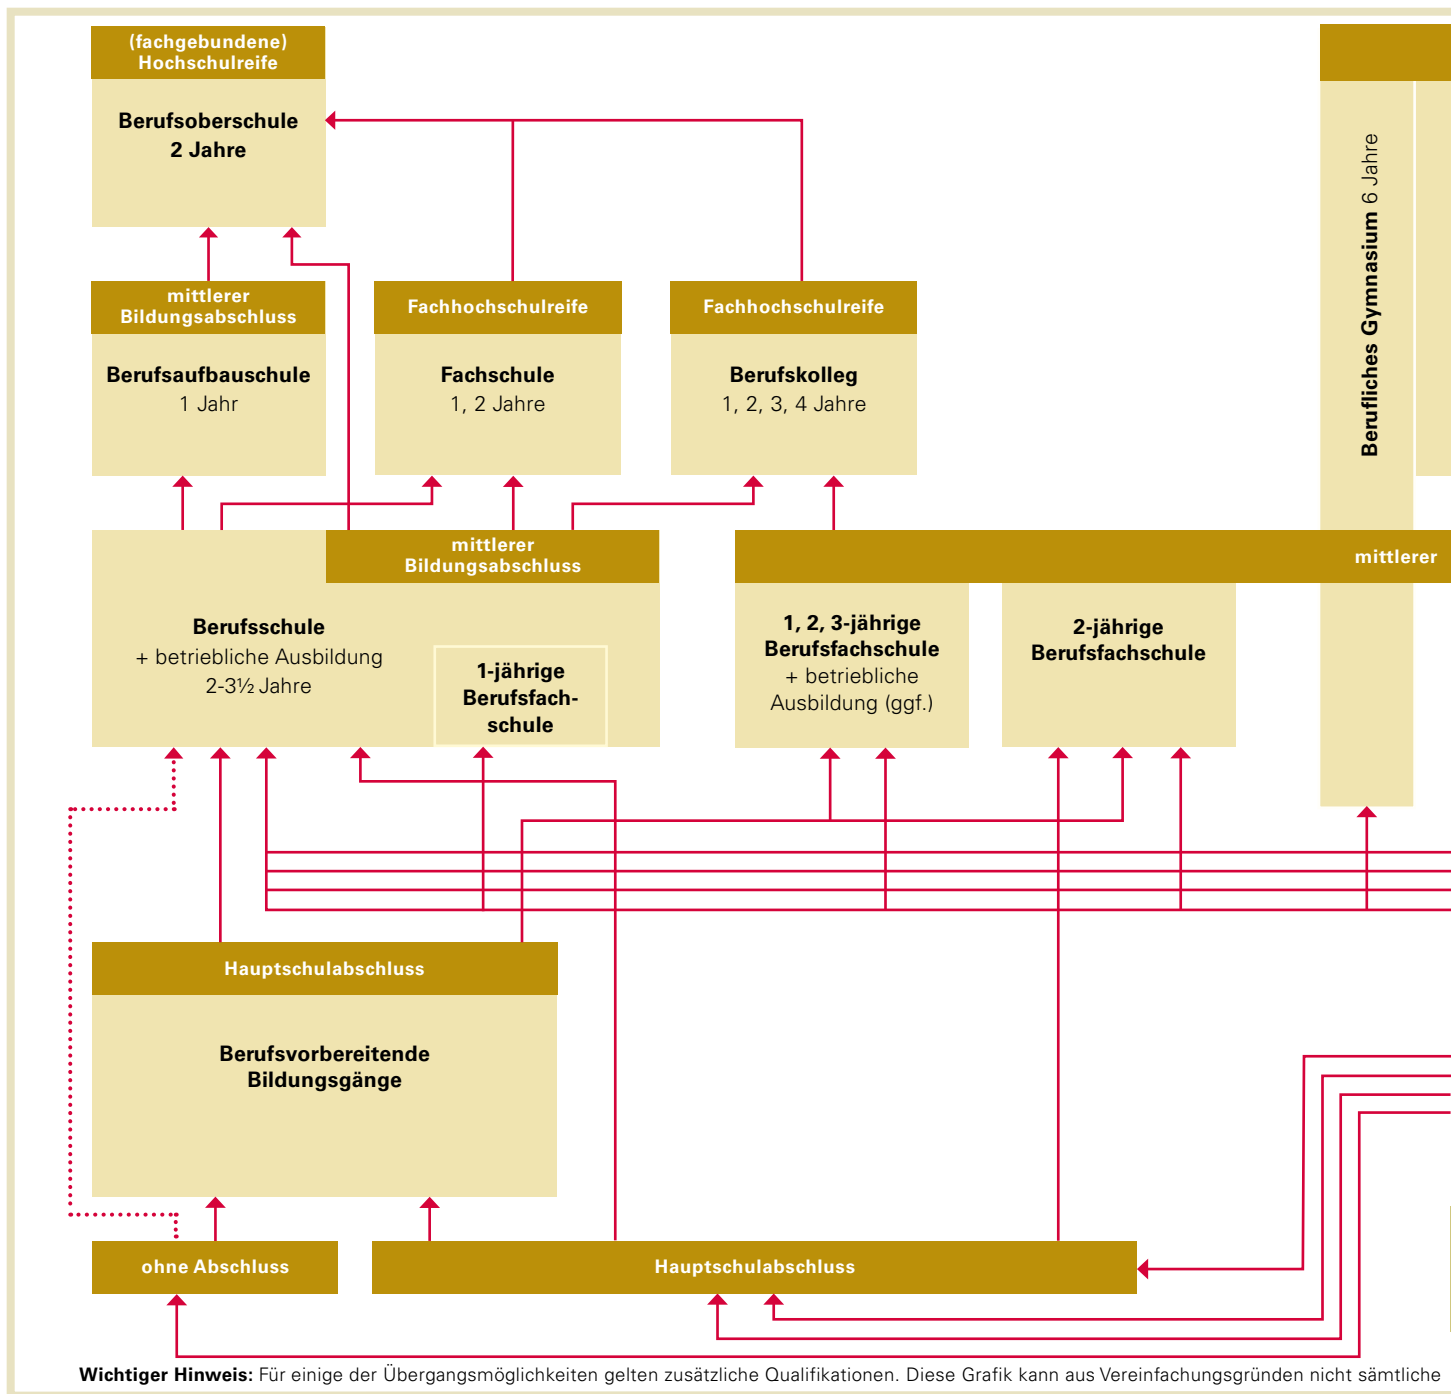 (fachgebundene)
Hochschulreife
Berufsoberschule
2 Jahre
Berufliches Gymnasium 6 Jahre
mittlerer
Bildungsabschluss
Berufsaufbauschule
1 Jahr
Fachhochschulreife
Fachschule
1, 2 Jahre
Fachhochschulreife
Berufskolleg
1, 2, 3, 4 Jahre
mittlerer
Bildungsabschluss
Berufsschule
+ betriebliche Ausbildung
2-3½ Jahre
1-jährige
Berufsfach-
schule
mittlerer
1, 2, 3-jährige
Berufsfachschule
+ betriebliche
Ausbildung (ggf.)
2-jährige
Berufsfachschule
Hauptschulabschluss
Berufsvorbereitende
Bildungsgänge
ohne Abschluss
Hauptschulabschluss
Wichtiger Hinweis: Für einige der Übergangsmöglichkeiten gelten zusätzliche Qualifikationen. Diese Grafik kann aus Vereinfachungsgründen nicht sämtliche